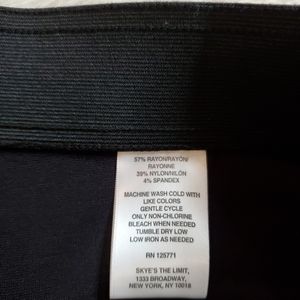 57% RAYON/RAYÓN/
RAYONNE
39% NYLON/NILÓN
4% SPANDEX
MACHINE WASH COLD WITH
LIKE COLORS
GENTLE CYCLE
ONLY NON-CHLORINE
BLEACH WHEN NEEDED
TUMBLE DRY LOW
LOW IRON AS NEEDED
RN 125771
SKYE'S THE LIMIT,
1333 BROADWAY,
NEW YORK, NY 10018